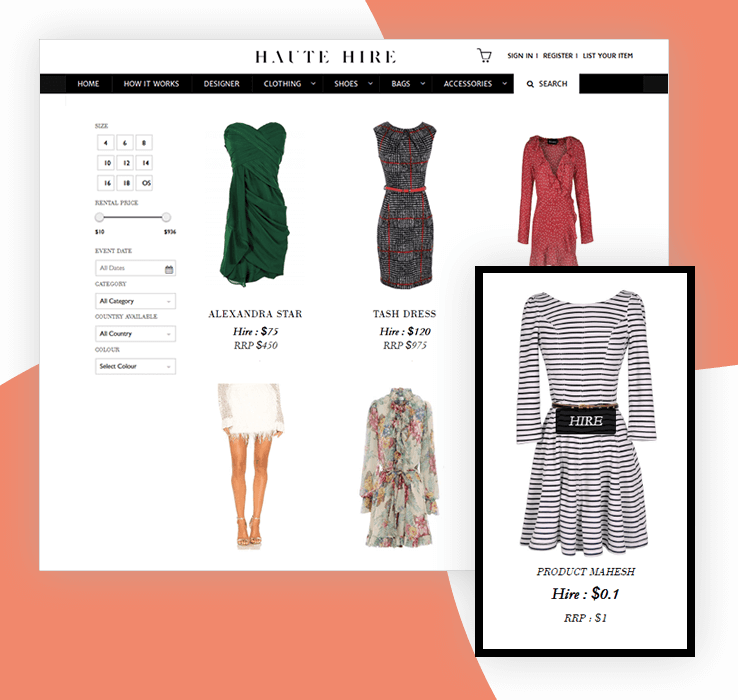 HAUTE HIRE
SIGN IN I REGISTER I LIST YOUR ITEM
HOME HOW IT WORKS DESIGNER CLOTHING SHOES BAGS ACCESSORIES SEARCH
SIZE
4 6 8
10 12 14
16 18 OS
RENTAL PRICE
$10 $936
EVENT DATE
All Dates
CATEGORY
All Category
COUNTRY AVAILABLE
All Country
COLOUR
Select Colour
ALEXANDRA STAR
Hire : $75
RRP $450
TASH DRESS
Hire : $120
RRP $975
HIRE
PRODUCT MAHESH
Hire : $0.1
RRP : $1